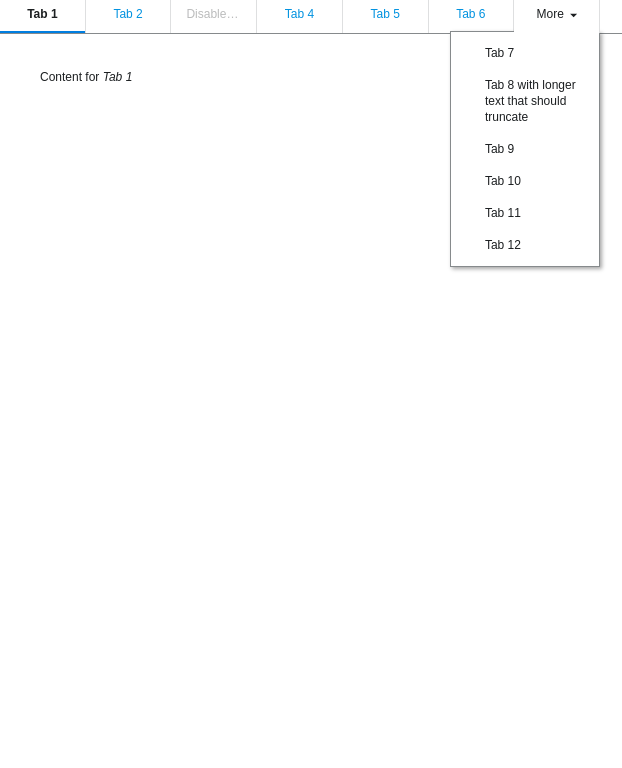 Tab 1 Tab 2 Disable… Tab 4 Tab 5 Tab 6 More
Content for Tab 1
Tab 7
Tab 8 with longer
text that should
truncate
Tab 9
Tab 10
Tab 11
Tab 12